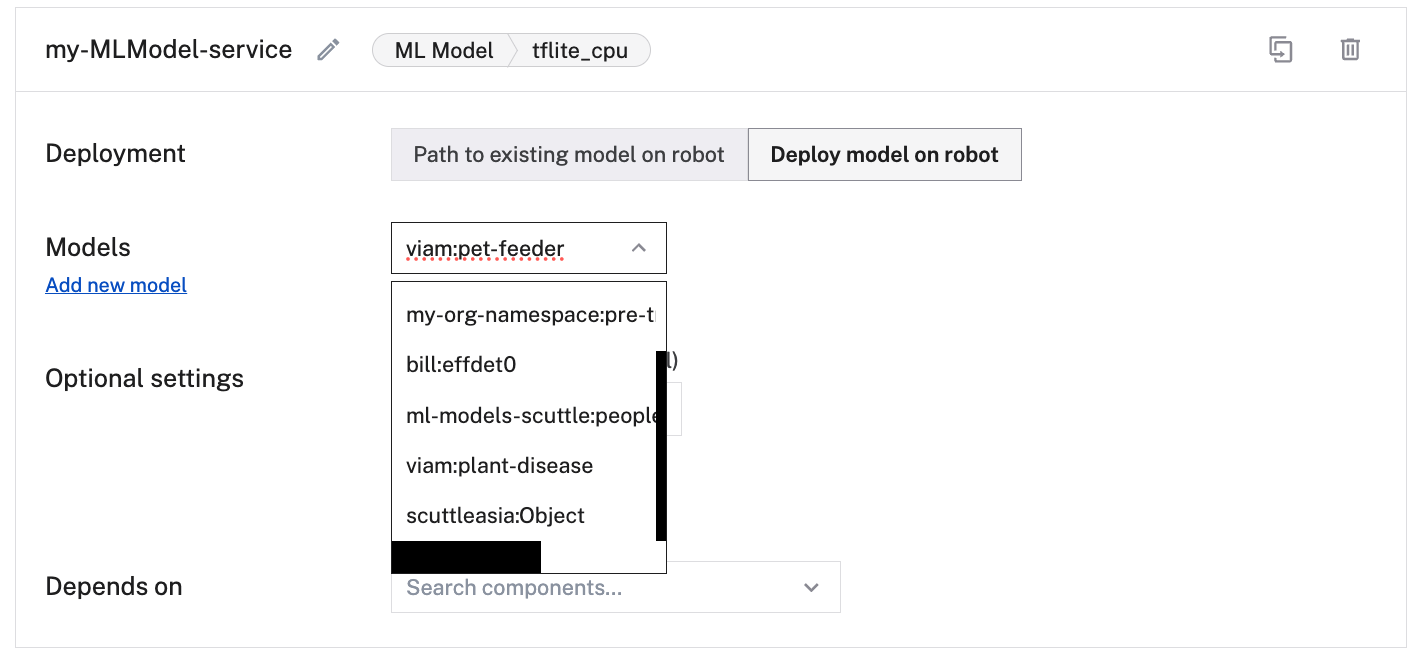 my-MLModel-service ML Model tflite_cpu
Deployment Path to existing model on robot Deploy model on robot
Models viam:pet-feeder
Add new model
my-org-namespace:pre-t
bill:effdet0
l)
Optional settings
ml-models-scuttle:people
viam:plant-disease
scuttleasia:Object
Depends on Search components...